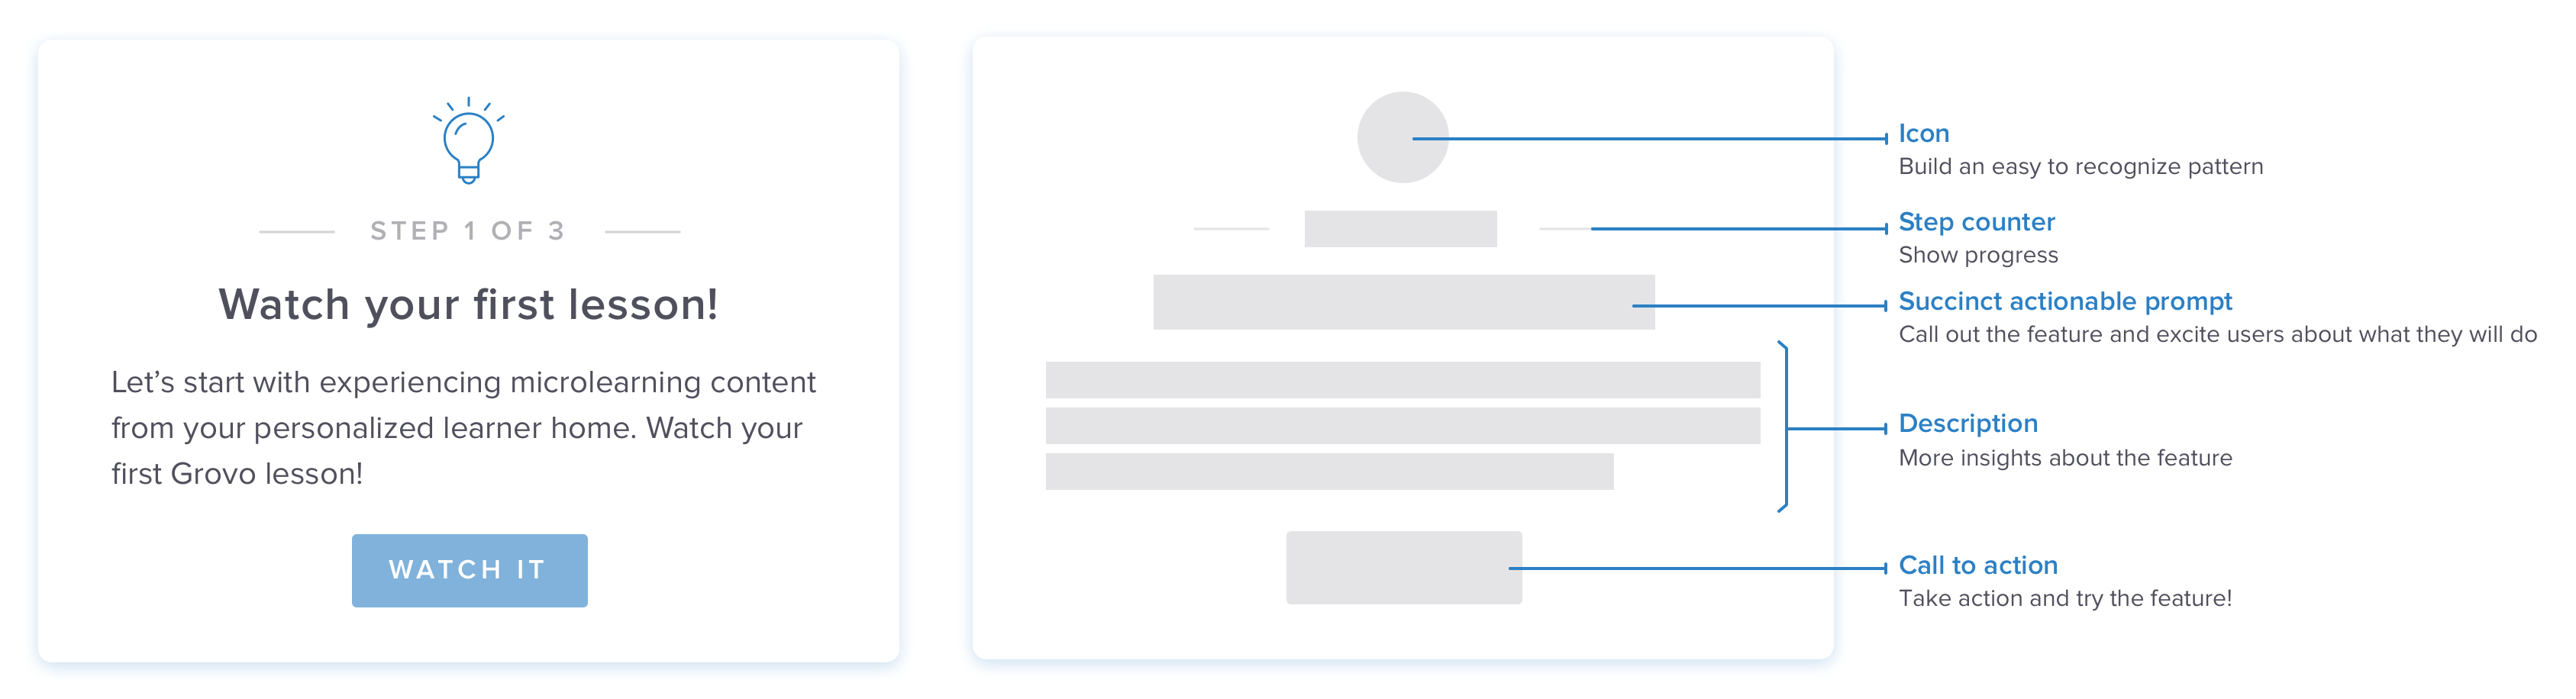 STEP 1 OF 3
Watch your first lesson!
Let’s start with experiencing microlearning content
from your personalized learner home. Watch your
first Grovo lesson!
WATCH IT
Icon
Build an easy to recognize pattern
Step counter
Show progress
Succinct actionable prompt
Call out the feature and excite users about what they will do
Description
More insights about the feature
Call to action
Take action and try the feature!